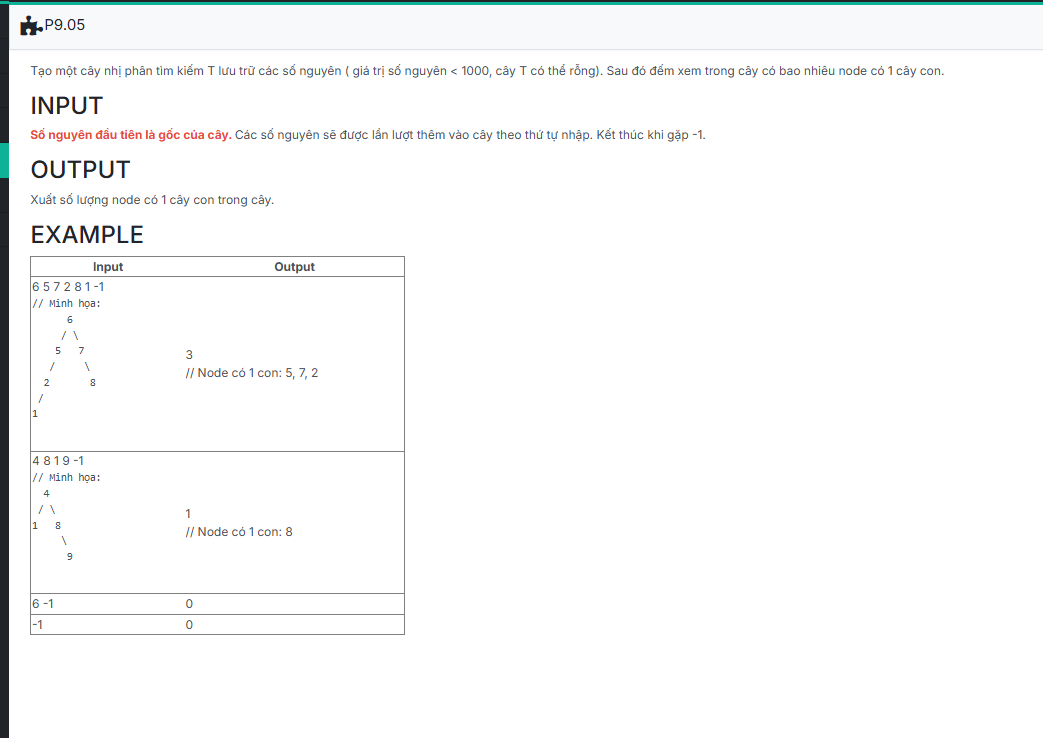 P9.05
Tạo một cây nhị phân tìm kiếm T lưu trữ các số nguyên ( giá trị số nguyên < 1000, cây T có thể rỗng). Sau đó đếm xem trong cây có bao nhiêu node có 1 cây con.
INPUT
Số nguyên đầu tiên là gốc của cây. Các số nguyên sẽ được lần lượt thêm vào cây theo thứ tự nhập. Kết thúc khi gặp -1.
OUTPUT
Xuất số lượng node có 1 cây con trong cây.
EXAMPLE
Input Output
6 5 7 2 8 1 -1
// Minh họa:
6
/ \
5 7
/ \
2 8
/
1
3
// Node có 1 con: 5, 7, 2
4 8 1 9 -1
// Minh họa:
4
/ \
1 8
\
9
1
// Node có 1 con: 8
6 -1 0
-1 0